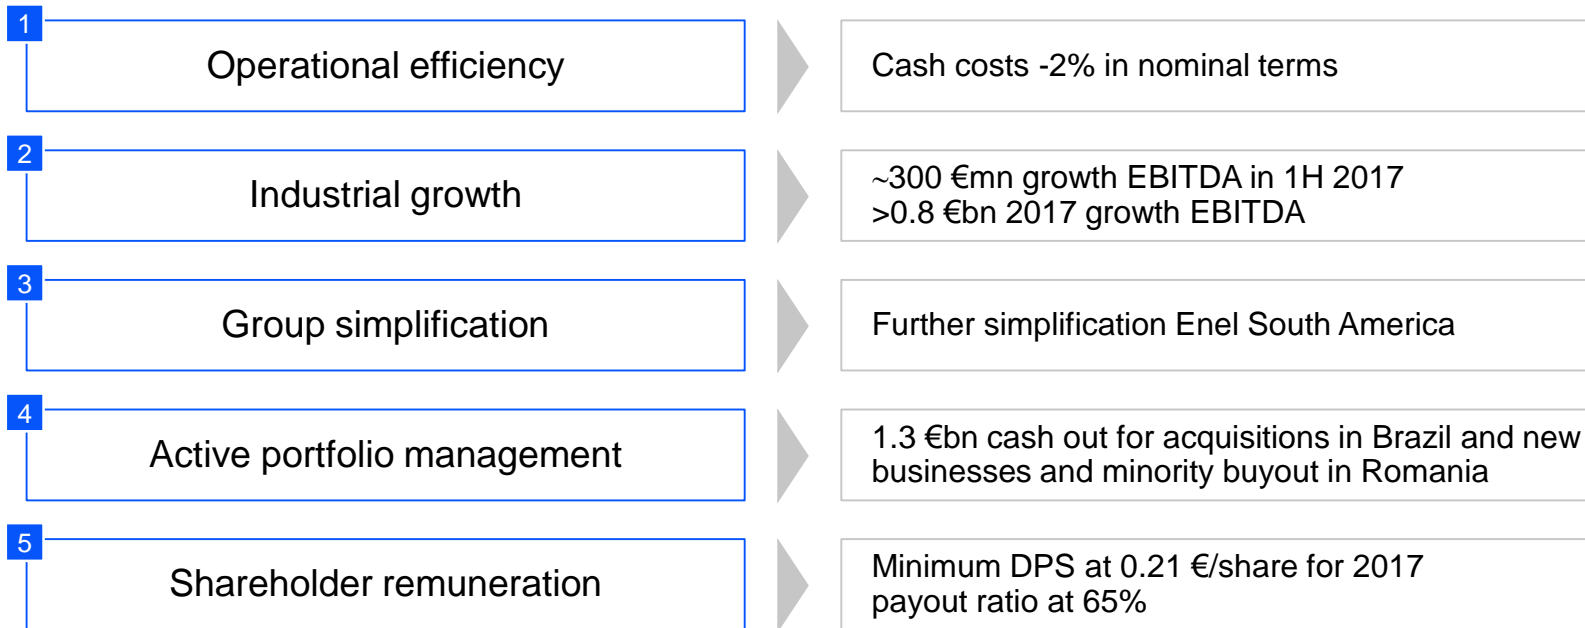 1
Operational efficiency
Cash costs -2% in nominal terms
2
Industrial growth
~300 €mn growth EBITDA in 1H 2017
>0.8 €bn 2017 growth EBITDA
3
Group simplification
Further simplification Enel South America
4
Active portfolio management
1.3 €bn cash out for acquisitions in Brazil and new
businesses and minority buyout in Romania
5
Shareholder remuneration
Minimum DPS at 0.21 €/share for 2017
payout ratio at 65%